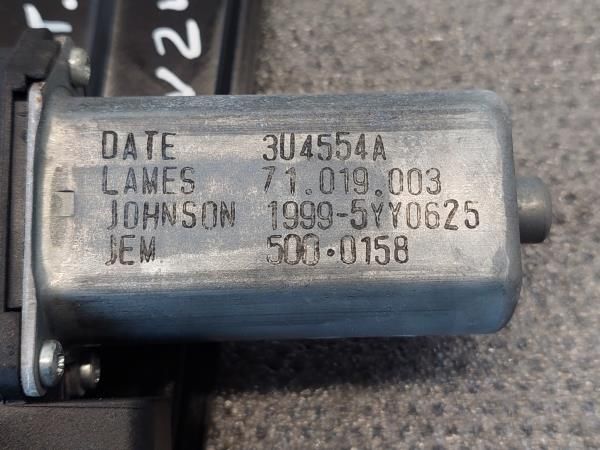 DATE 3U4554A
LAMES 71.019.003
JOHNSON 1999-5YY0625
JEM 500.0158